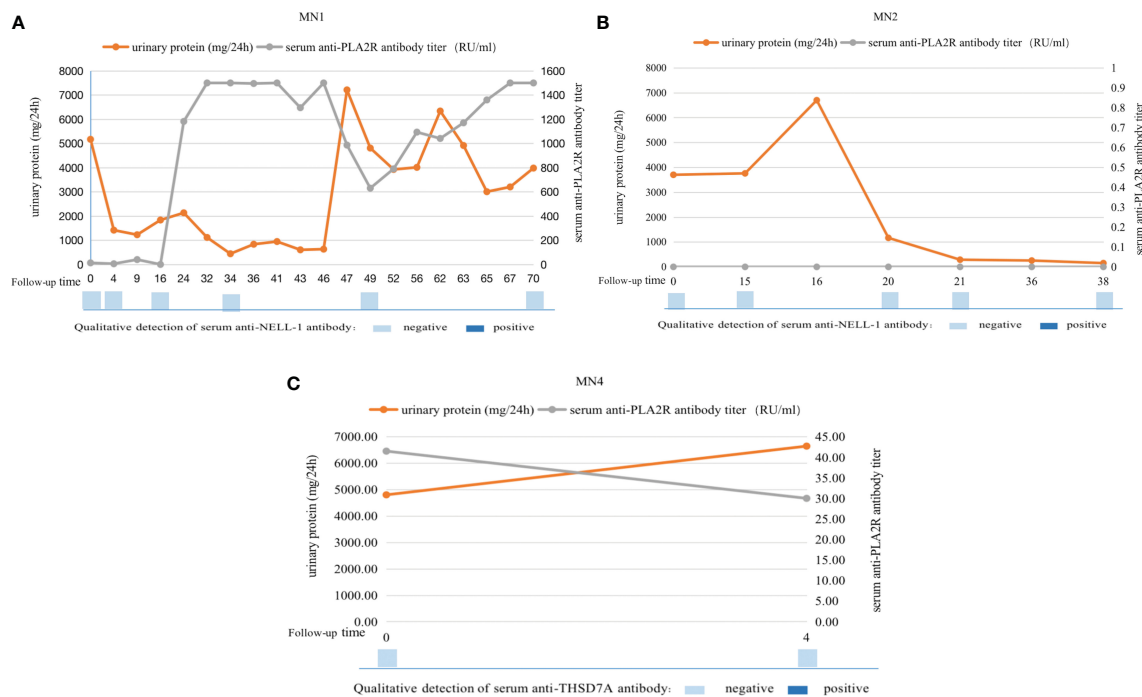 A
MN1
urinary protein (mg/24h) serum anti-PLA2R antibody titer (RU/ml)
8000 1600
7000 1400
6000 1200
5000 1000
4000 800
3000 600
2000 400
1000 200
0 0
urinary protein (mg/24h)
serum anti-PLA2R antibody titer
Follow-up time 0 4 9 16 24 32 34 36 41 43 46 47 49 52 56 62 63 65 67 70
Qualitative detection of serum anti-NELL-1 antibody: negative positive
B
MN2
urinary protein (mg/24h) serum anti-PLA2R antibody titer (RU/ml)
8000 1
7000 0.9
6000 0.8
5000 0.7
4000 0.6
3000 0.5
2000 0.4
1000 0.3
0 0.2
0.1
0
urinary protein (mg/24h)
serum anti-PLA2R antibody titer
Follow-up time 0 15 16 20 21 36 38
Qualitative detection of serum anti-NELL-1 antibody: negative positive
C
MN4
urinary protein (mg/24h) serum anti-PLA2R antibody titer (RU/ml)
7000.00 45.00
6000.00 40.00
5000.00 35.00
4000.00 30.00
3000.00 25.00
2000.00 20.00
1000.00 15.00
0.00 10.00
5.00
0.00
urinary protein (mg/24h)
serum anti-PLA2R antibody titer
Follow-up time 0 4
Qualitative detection of serum anti-THSD7A antibody: negative positive